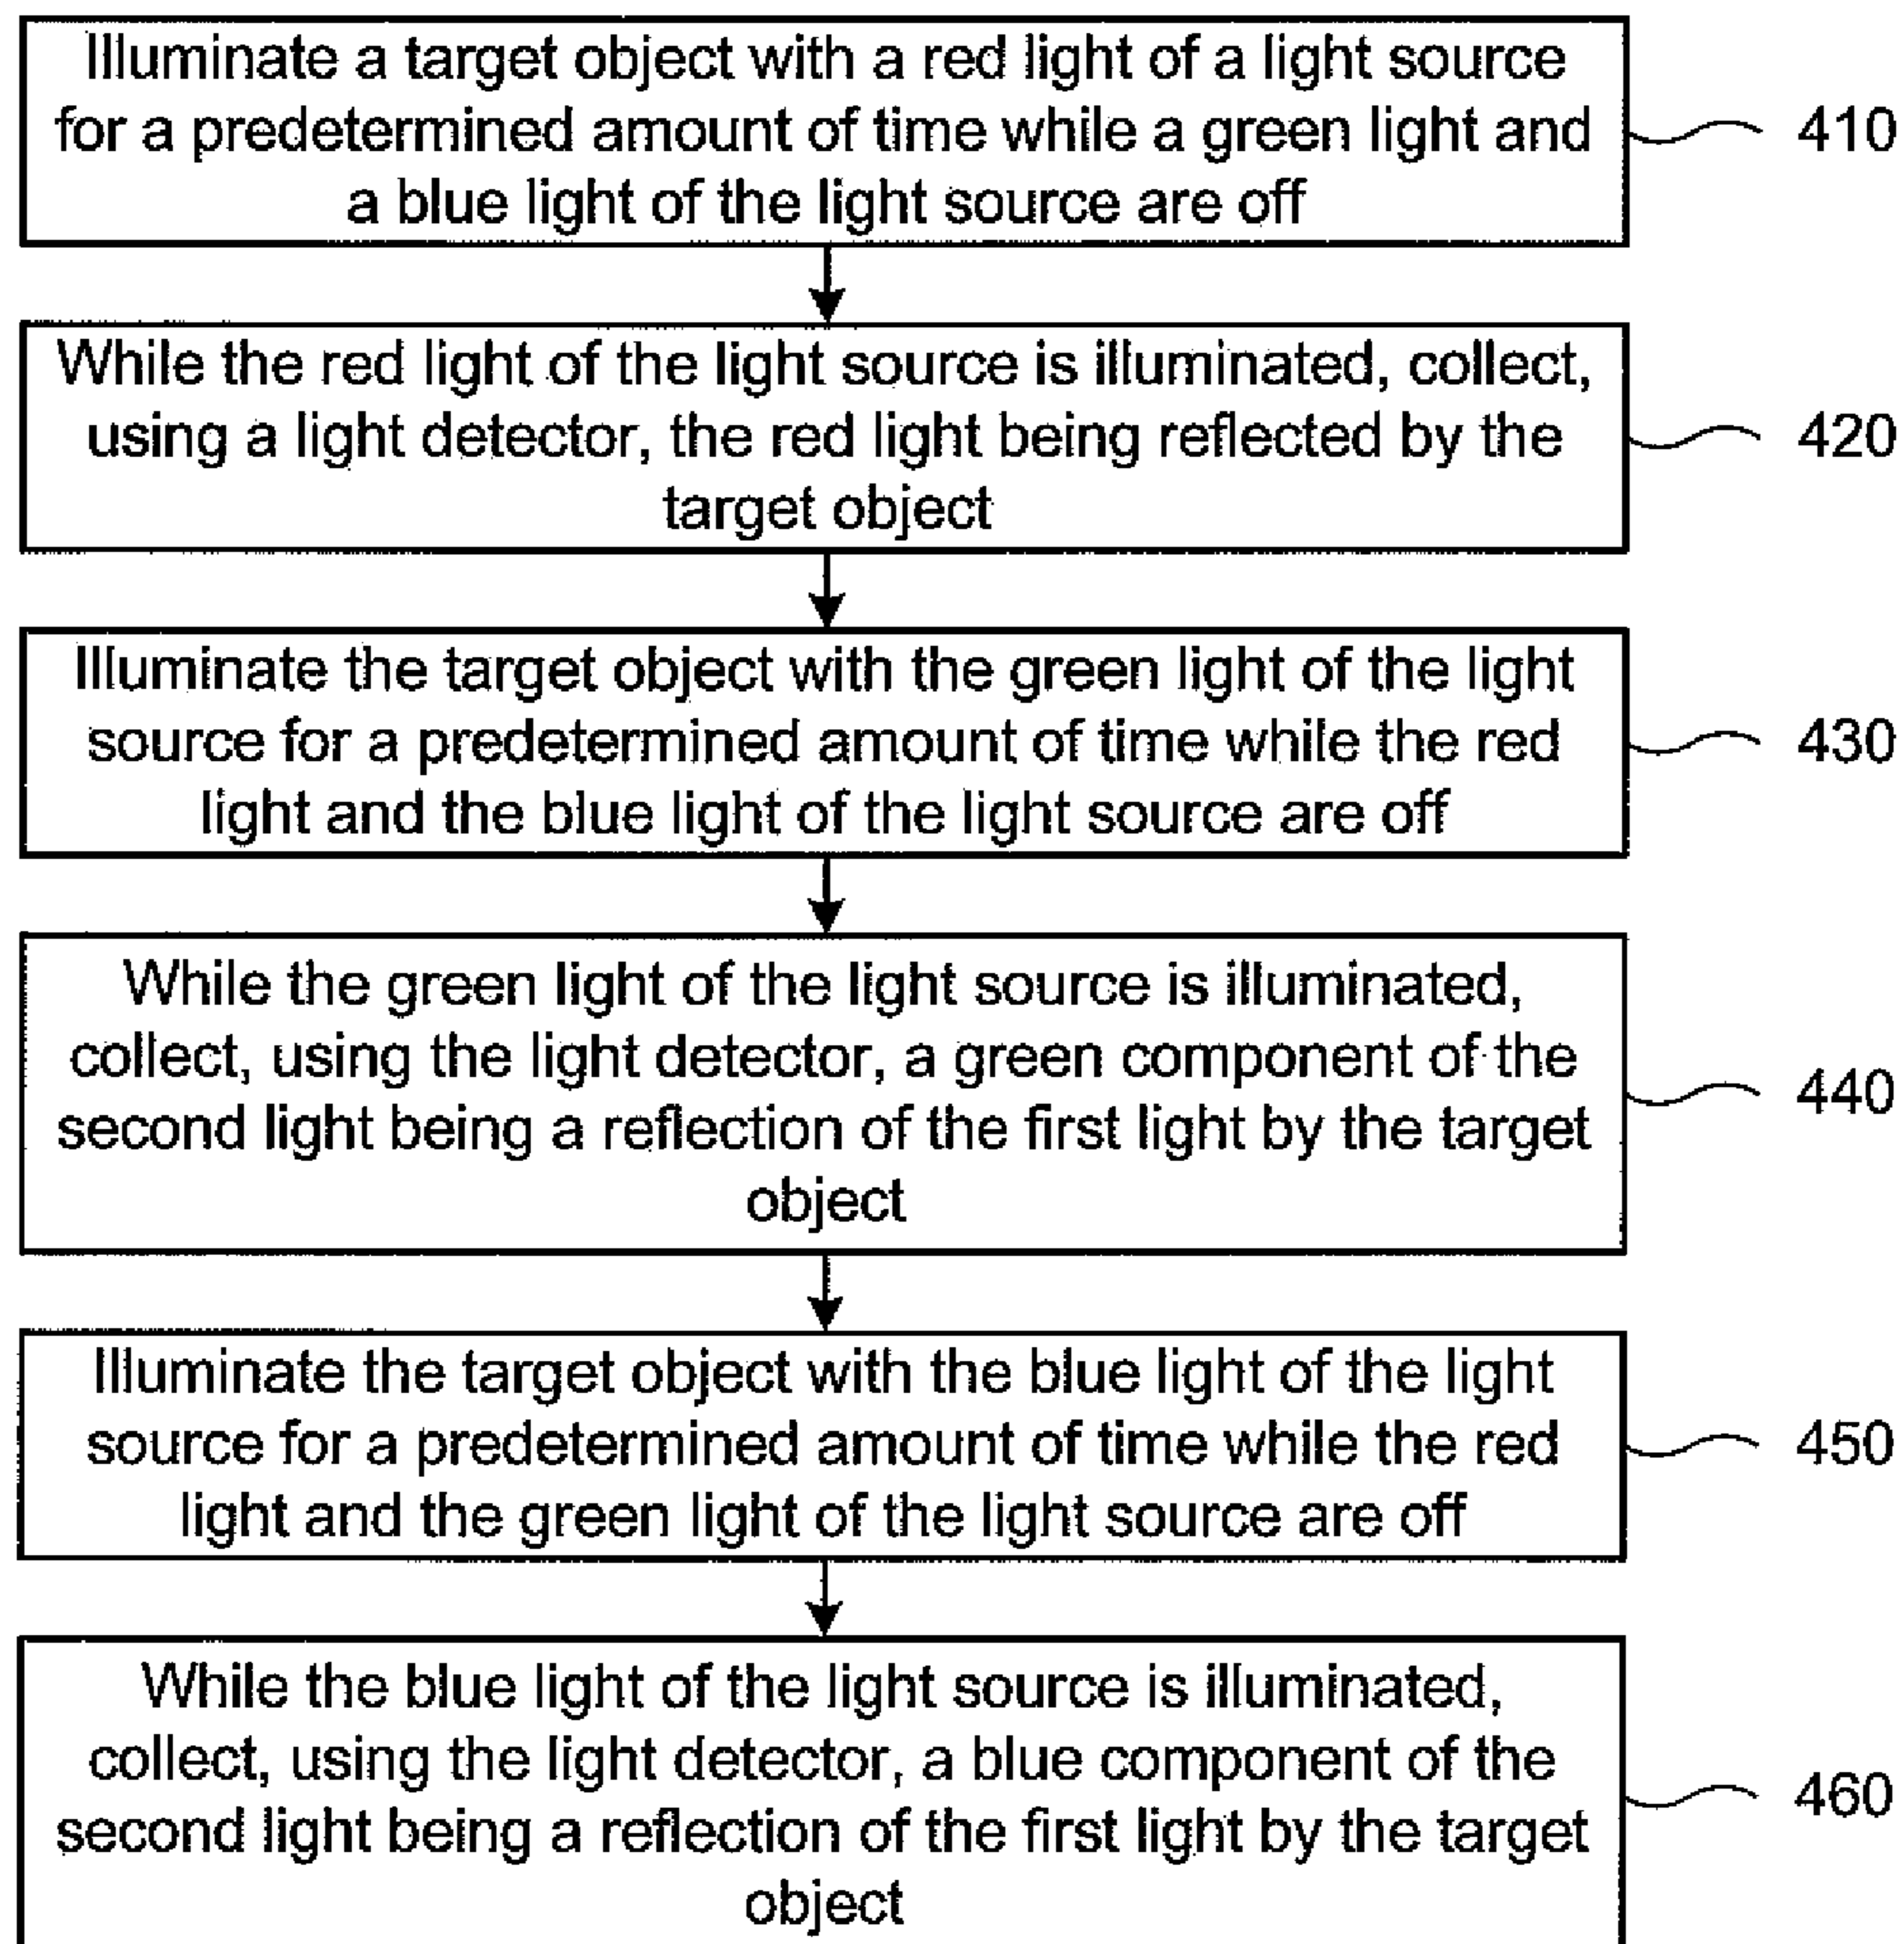 Illuminate a target object with a red light of a light source
for a predetermined amount of time while a green light and
a blue light of the light source are off
410
While the red light of the light source is illuminated, collect,
using a light detector, the red light being reflected by the
target object
420
Illuminate the target object with the green light of the light
source for a predetermined amount of time while the red
light and the blue light of the light source are off
430
While the green light of the light source is illuminated,
collect, using the light detector, a green component of the
second light being a reflection of the first light by the target
object
440
Illuminate the target object with the blue light of the light
source for a predetermined amount of time while the red
light and the green light of the light source are off
450
While the blue light of the light source is illuminated,
collect, using the light detector, a blue component of the
second light being a reflection of the first light by the target
object
460